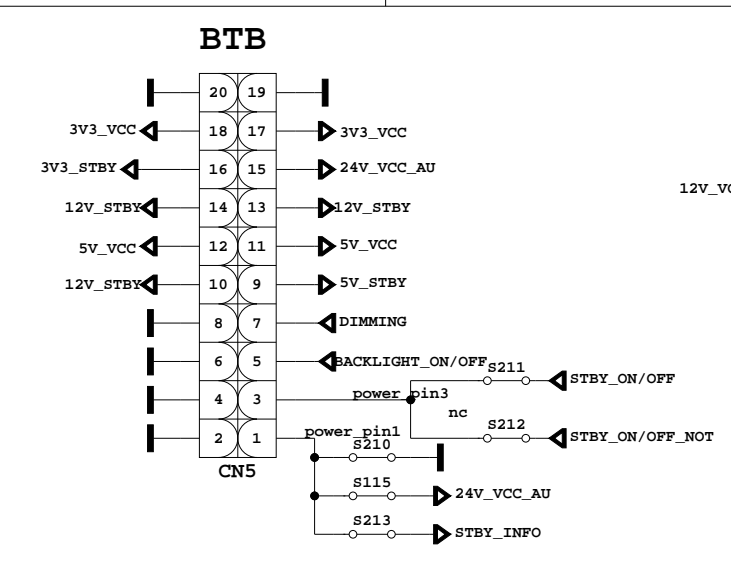 BTB
20 19
3V3_VCC 18 17 3V3_VCC
3V3_STBY 16 15 24V_VCC_AU
12V_STBY 14 13 12V_STBY
5V_VCC 12 11 5V_VCC
12V_STBY 10 9 5V_STBY
8 7 DIMMING
6 5 BACKLIGHT_ON/OFF
S211 STBY_ON/OFF
4 3 power_pin3
nc
S212 STBY_ON/OFF_NOT
2 1 power_pin1
S210
CN5
S115 24V_VCC_AU
S213 STBY_INFO